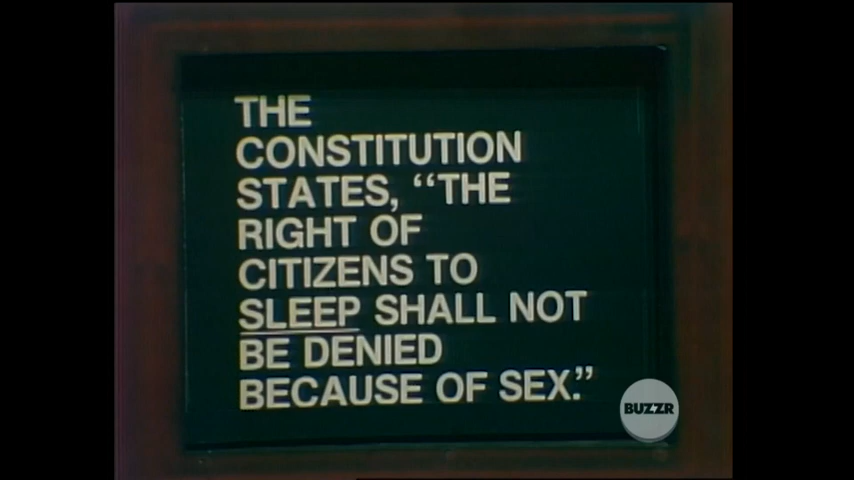 THE
CONSTITUTION
STATES, “THE
RIGHT OF
CITIZENS TO
SLEEP SHALL NOT
BE DENIED
BECAUSE OF SEX.”
BUZZR